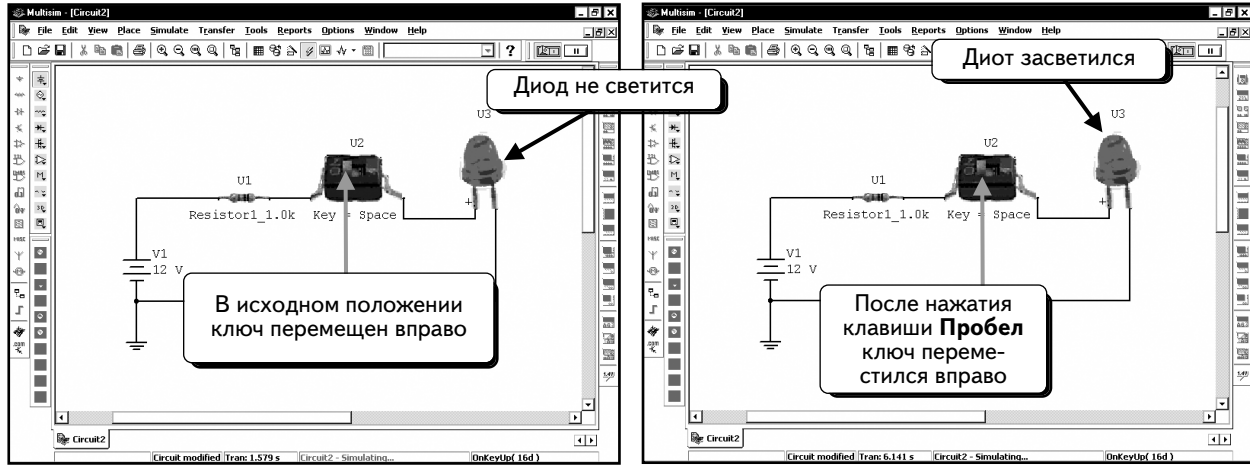 Multisim - [Circuit2]
File Edit View Place Simulate Transfer Tools Reports Options Window
Диод не светится
U3
U2
U1
+
Resistor1_1.0k Key = Space
V1
12 V
В исходном положении
ключ перемещен вправо
Circuit2
Circuit modified Tran: 1.579 s Circuit2 - Simulating... OnKeyUp( 16d )
Multisim - [Circuit2]
File Edit View Place Simulate Transfer Tools Reports Options Window
Диот засветился
U3
U2
U1
+
Resistor1_1.0k Key = Space
V1
12 V
После нажатия
клавиши Пробел
ключ переме-
стился вправо
Circuit2
Circuit modified Tran: 6.141 s Circuit2 - Simulating... OnKeyUp( 16d )